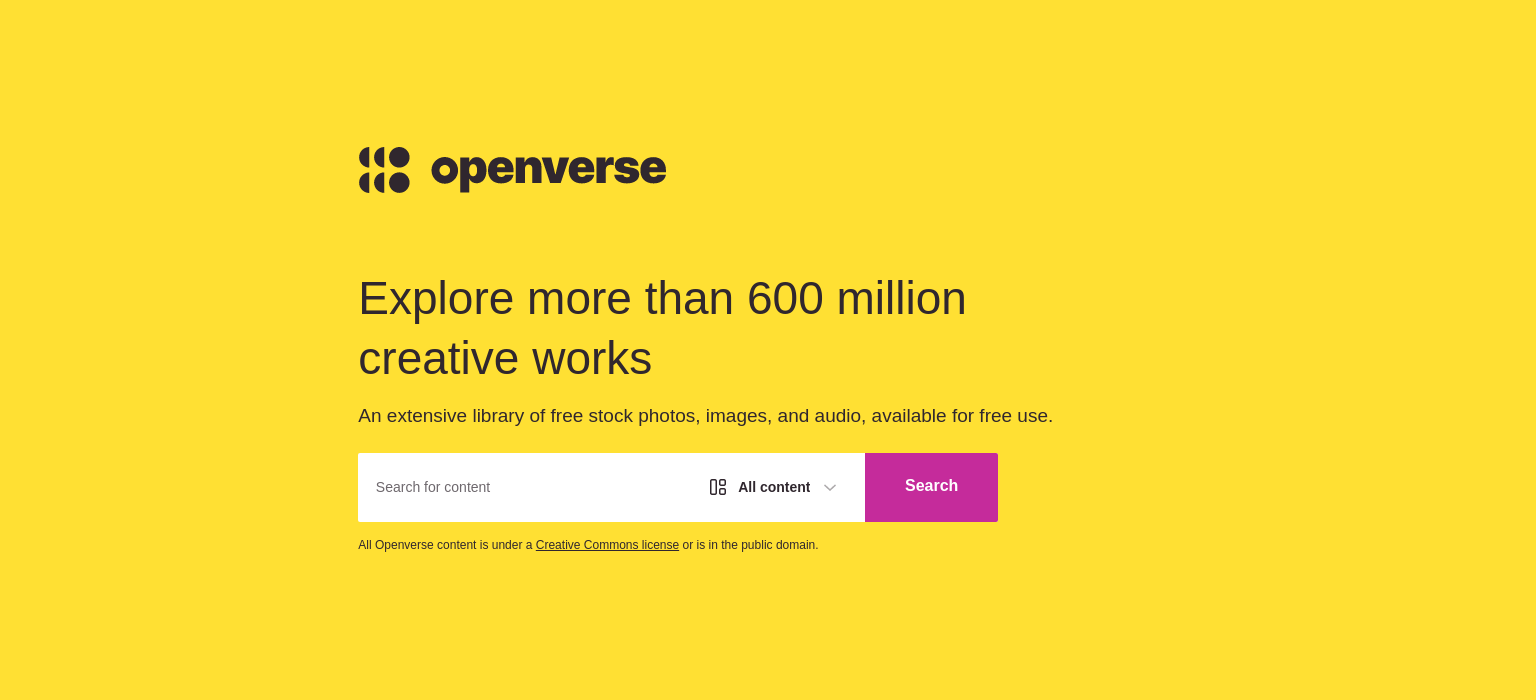 openverse
Explore more than 600 million
creative works
An extensive library of free stock photos, images, and audio, available for free use.
Search for content All content Search
All Openverse content is under a Creative Commons license or is in the public domain.